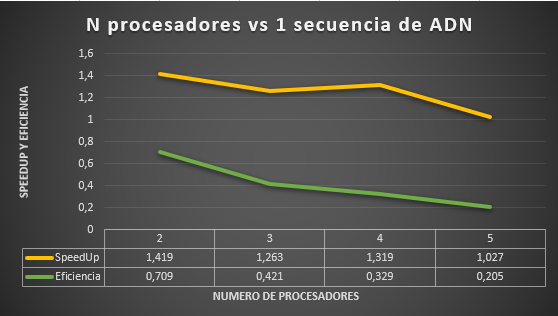 N procesadores vs 1 secuencia de ADN
SPEEDUP Y EFICIENCIA
1,6
1,4
1,2
1
0,8
0,6
0,4
0,2
0
2 3 4 5
SpeedUp 1,419 1,263 1,319 1,027
Eficiencia 0,709 0,421 0,329 0,205
NUMERO DE PROCESADORES